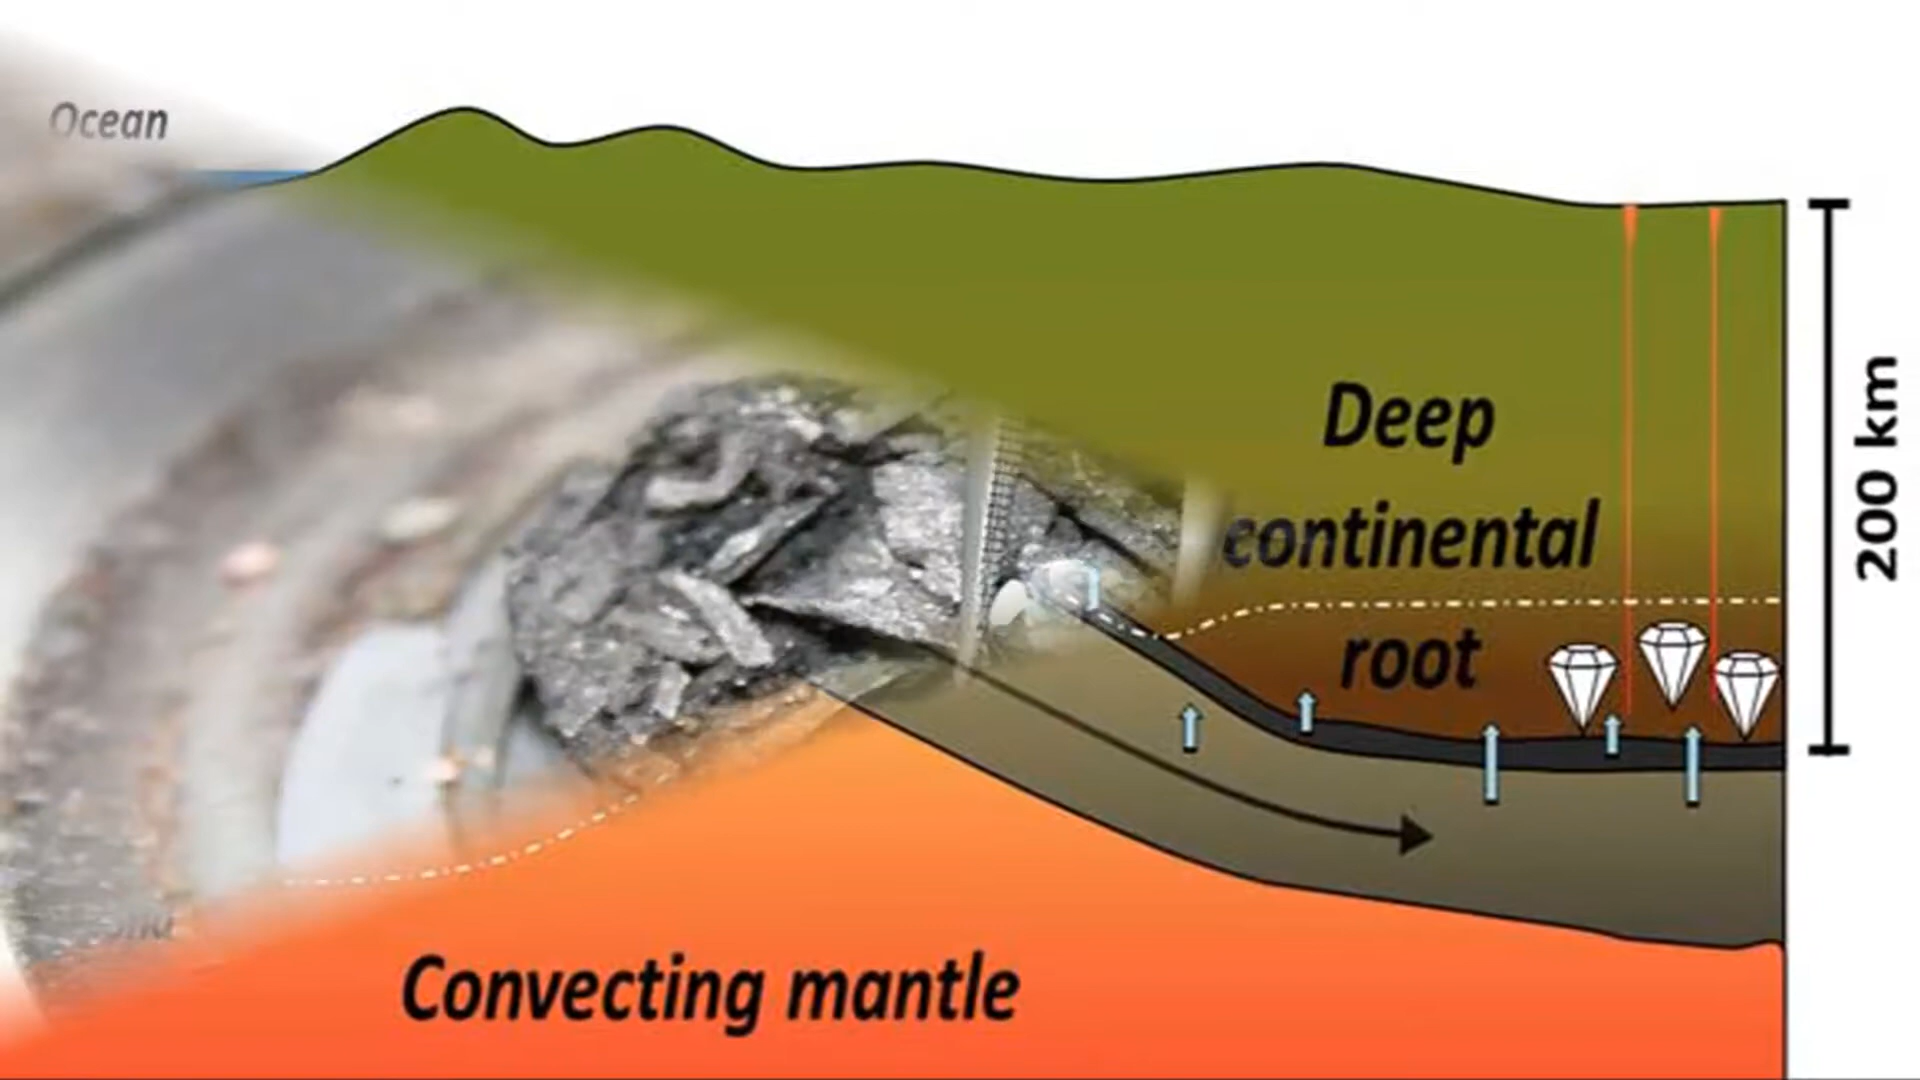 Ocean
Deep
continental
root
200 km
Convecting mantle